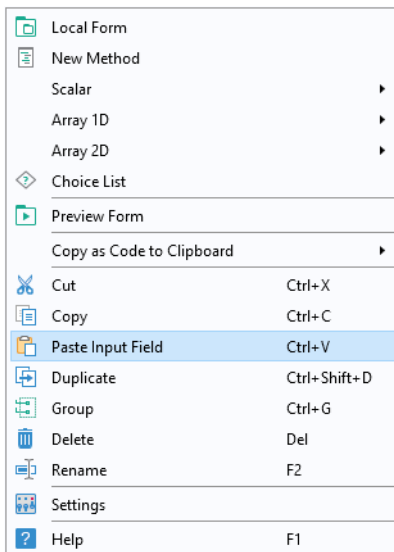 Local Form
New Method
Scalar
Array 1D
Array 2D
Choice List
Preview Form
Copy as Code to Clipboard
Cut Ctrl+X
Copy Ctrl+C
Paste Input Field Ctrl+V
Duplicate Ctrl+Shift+D
Group Ctrl+G
Delete Del
Rename F2
Settings
Help F1